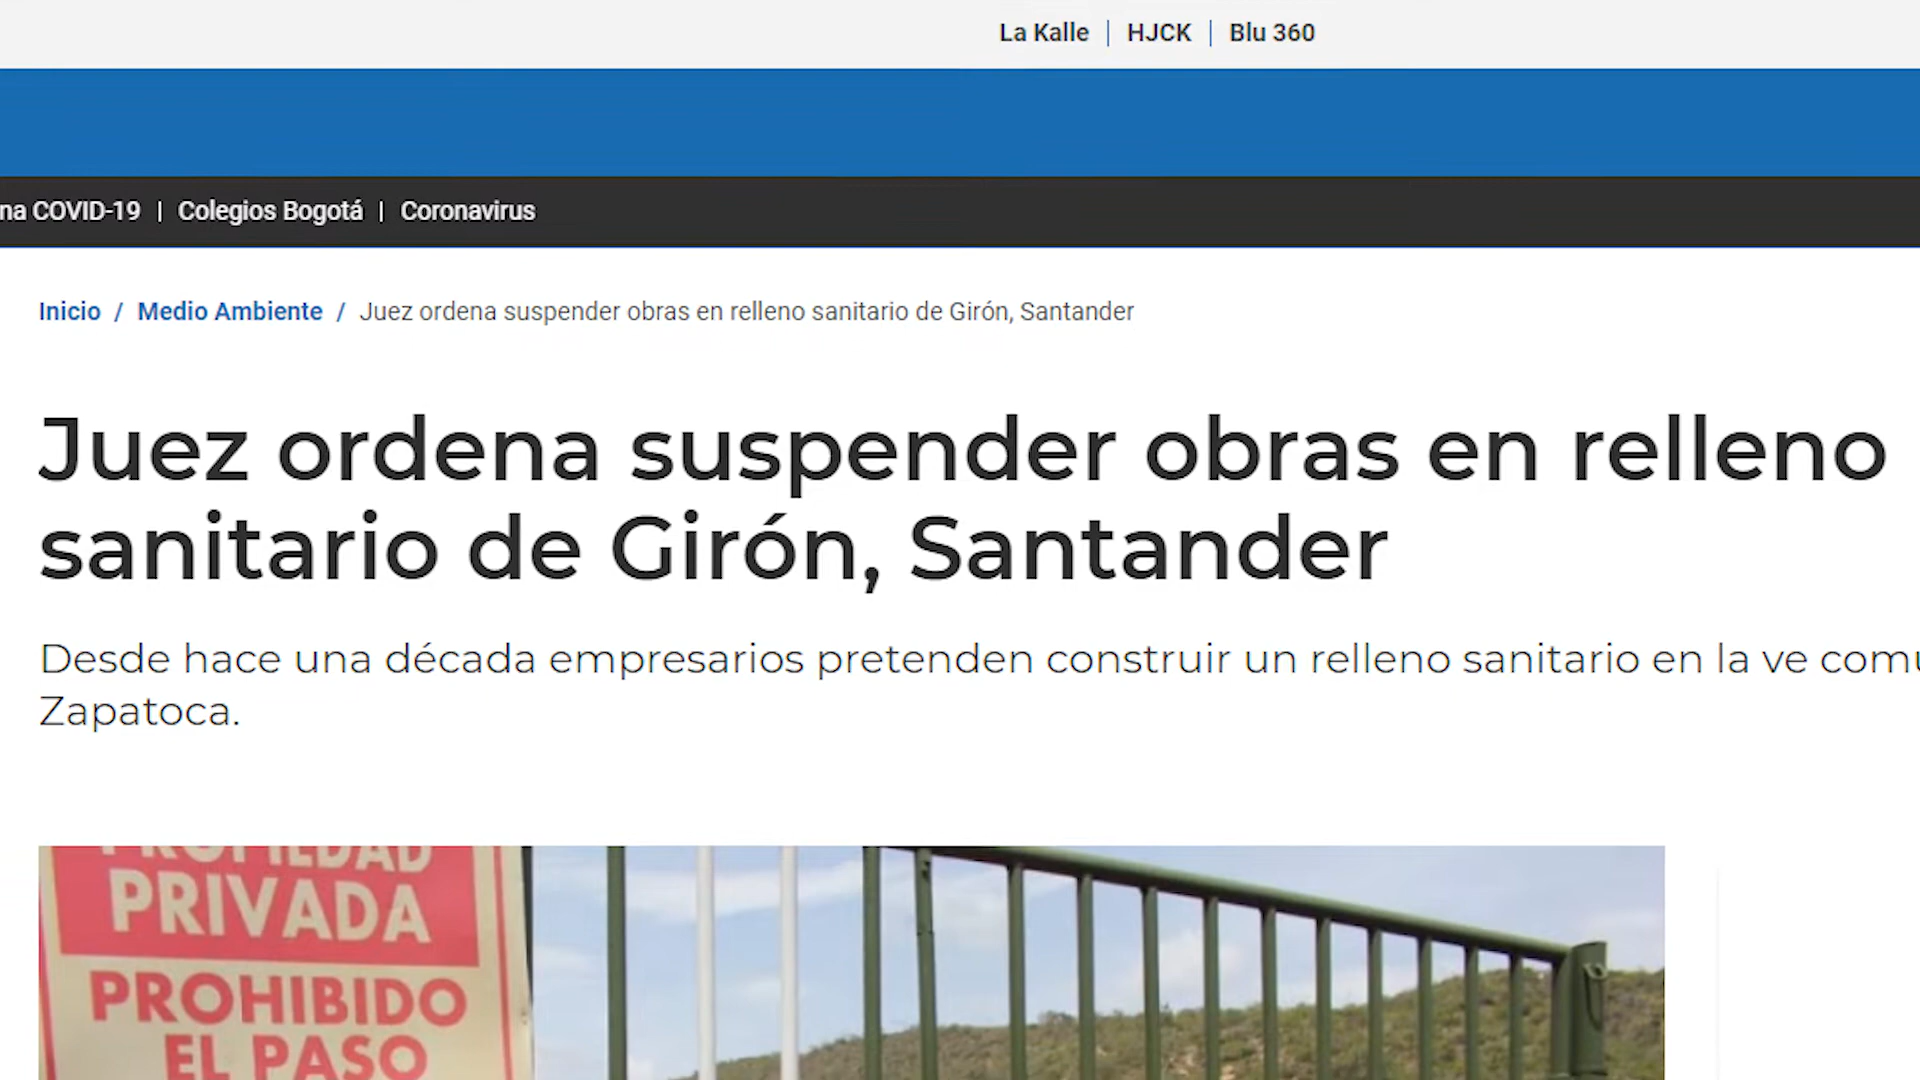 La Kalle | HJCK | Blu 360
na COVID-19 | Colegios Bogotá | Coronavirus
Inicio / Medio Ambiente / Juez ordena suspender obras en relleno sanitario de Girón, Santander
Juez ordena suspender obras en relleno
sanitario de Girón, Santander
Desde hace una década empresarios pretenden construir un relleno sanitario en la ve
Zapatoca.
PROPIEDAD
PRIVADA
PROHIBIDO
EL PASO